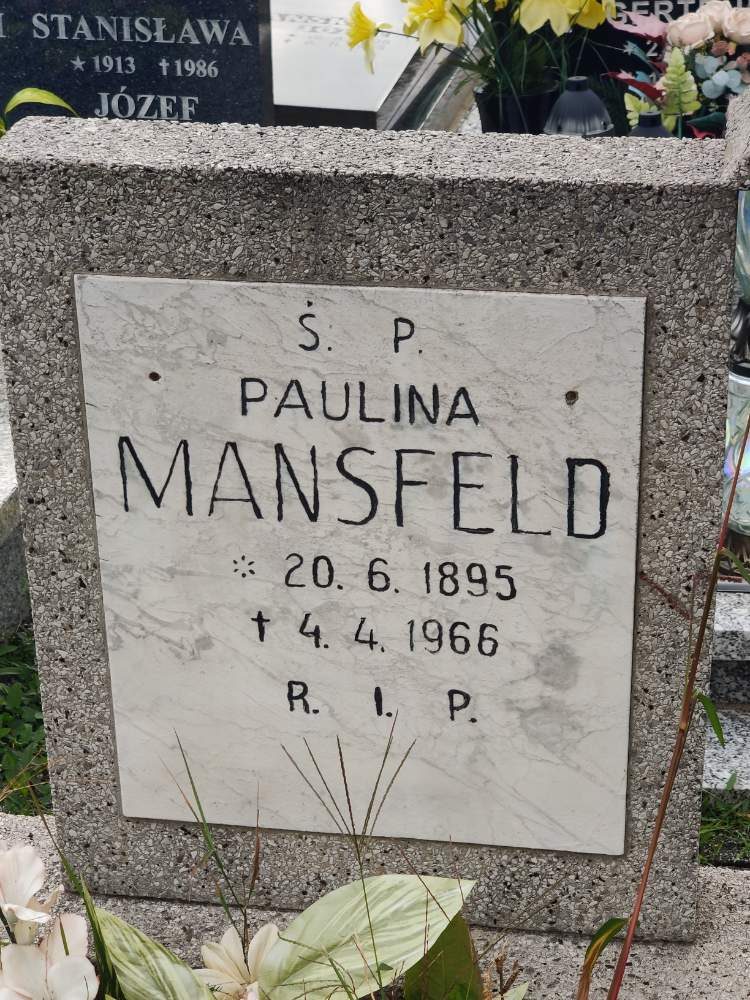 STANISŁAWA
* 1913 † 1986
JÓZEF
Ś. P.
PAULINA
MANSFELD
* 20. 6. 1895
† 4. 4. 1966
R. I. P.